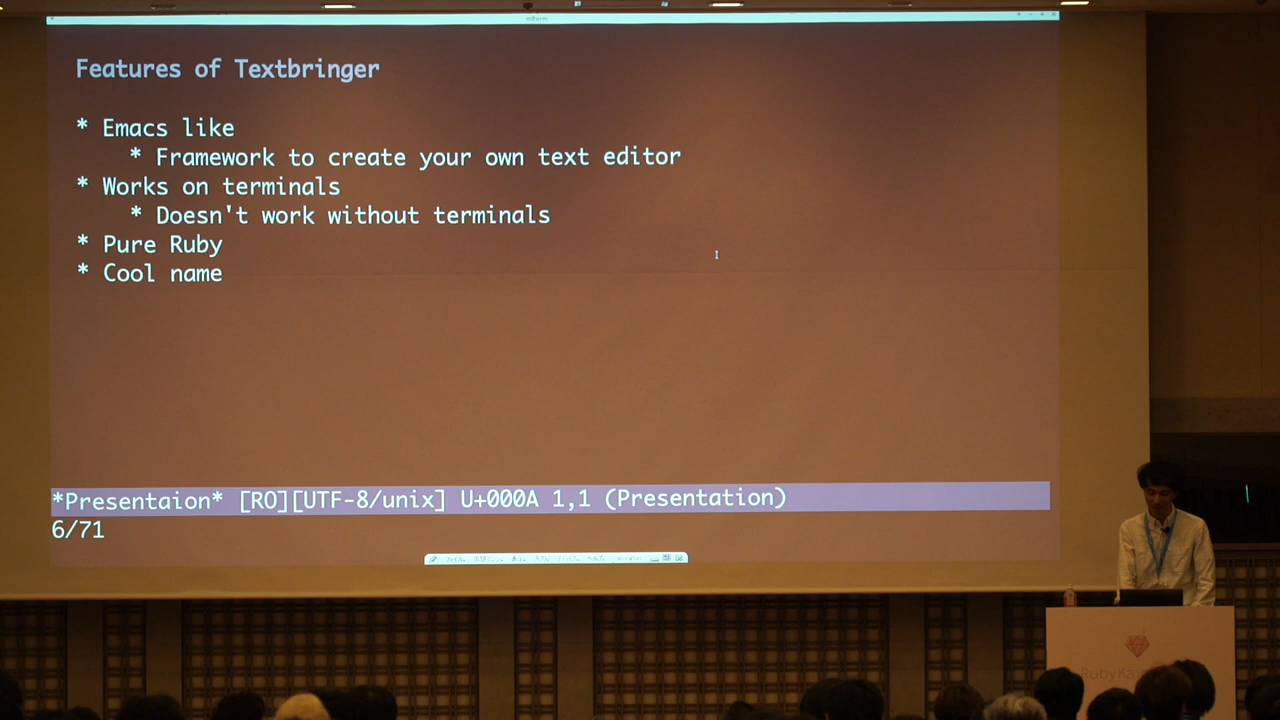 Features of Textbringer
* Emacs like
* Framework to create your own text editor
* Works on terminals
* Doesn't work without terminals
* Pure Ruby
* Cool name
*Presentaion* [RO][UTF-8/unix] U+000A 1,1 (Presentation)
6/71